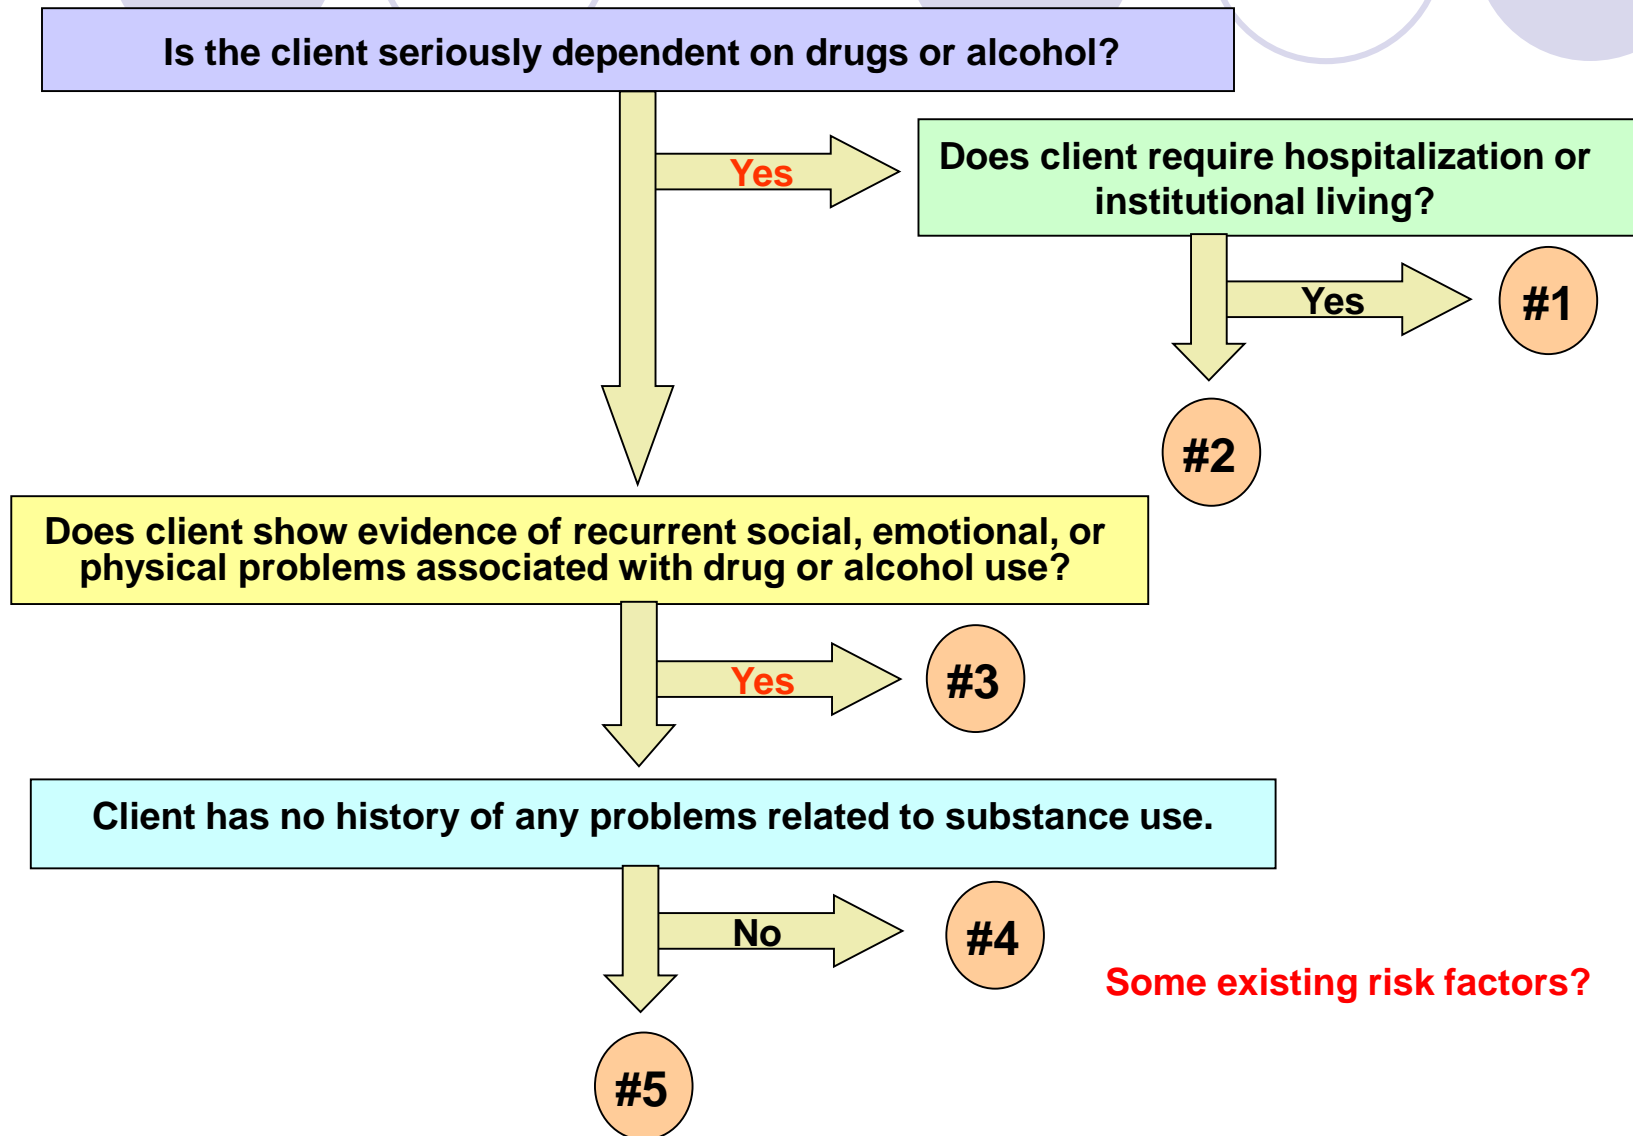 Is the client seriously dependent on drugs or alcohol?
Yes
Does client require hospitalization or
institutional living?
Yes
#1
#2
Does client show evidence of recurrent social, emotional, or
physical problems associated with drug or alcohol use?
Yes
#3
Client has no history of any problems related to substance use.
No
#4
Some existing risk factors?
#5